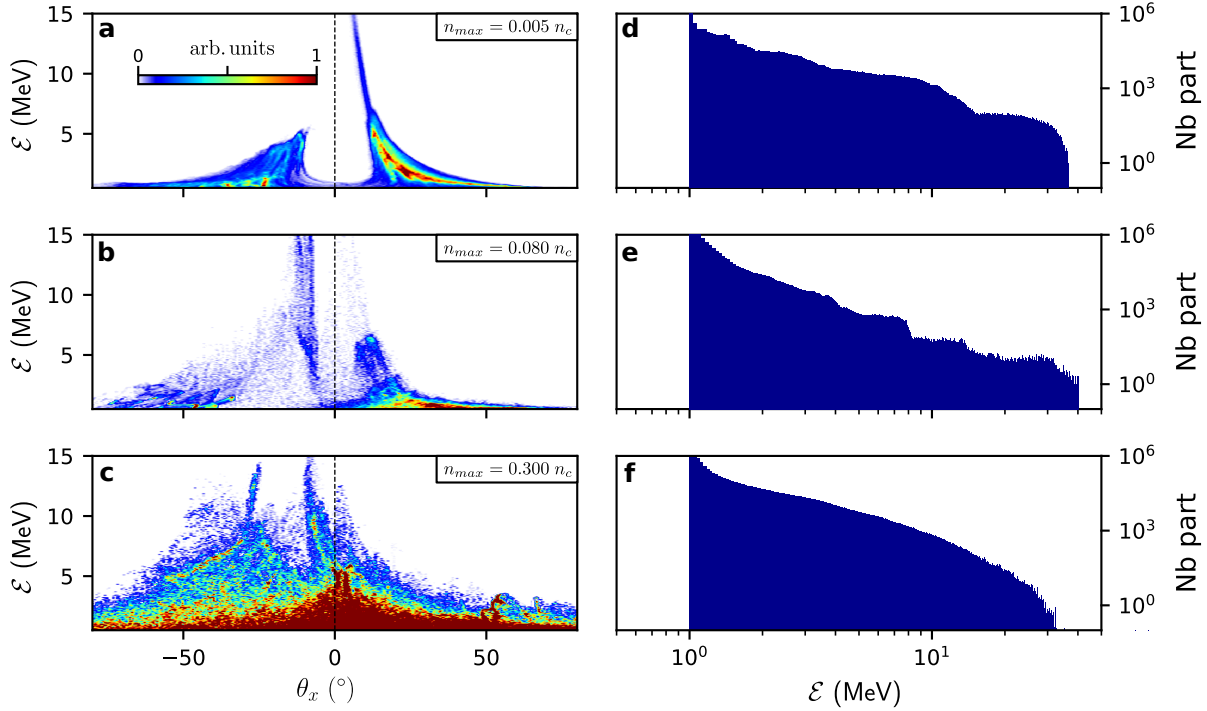 a
arb. units
0 1
n_max = 0.005 n_c
15
10
5
ℰ (MeV)
d
10^6
10^3
10^0
Nb part
b
n_max = 0.080 n_c
15
10
5
ℰ (MeV)
e
10^6
10^3
10^0
Nb part
c
n_max = 0.300 n_c
15
10
5
ℰ (MeV)
−50 0 50
θ_x (°)
f
10^6
10^3
10^0
Nb part
10^0 10^1
ℰ (MeV)